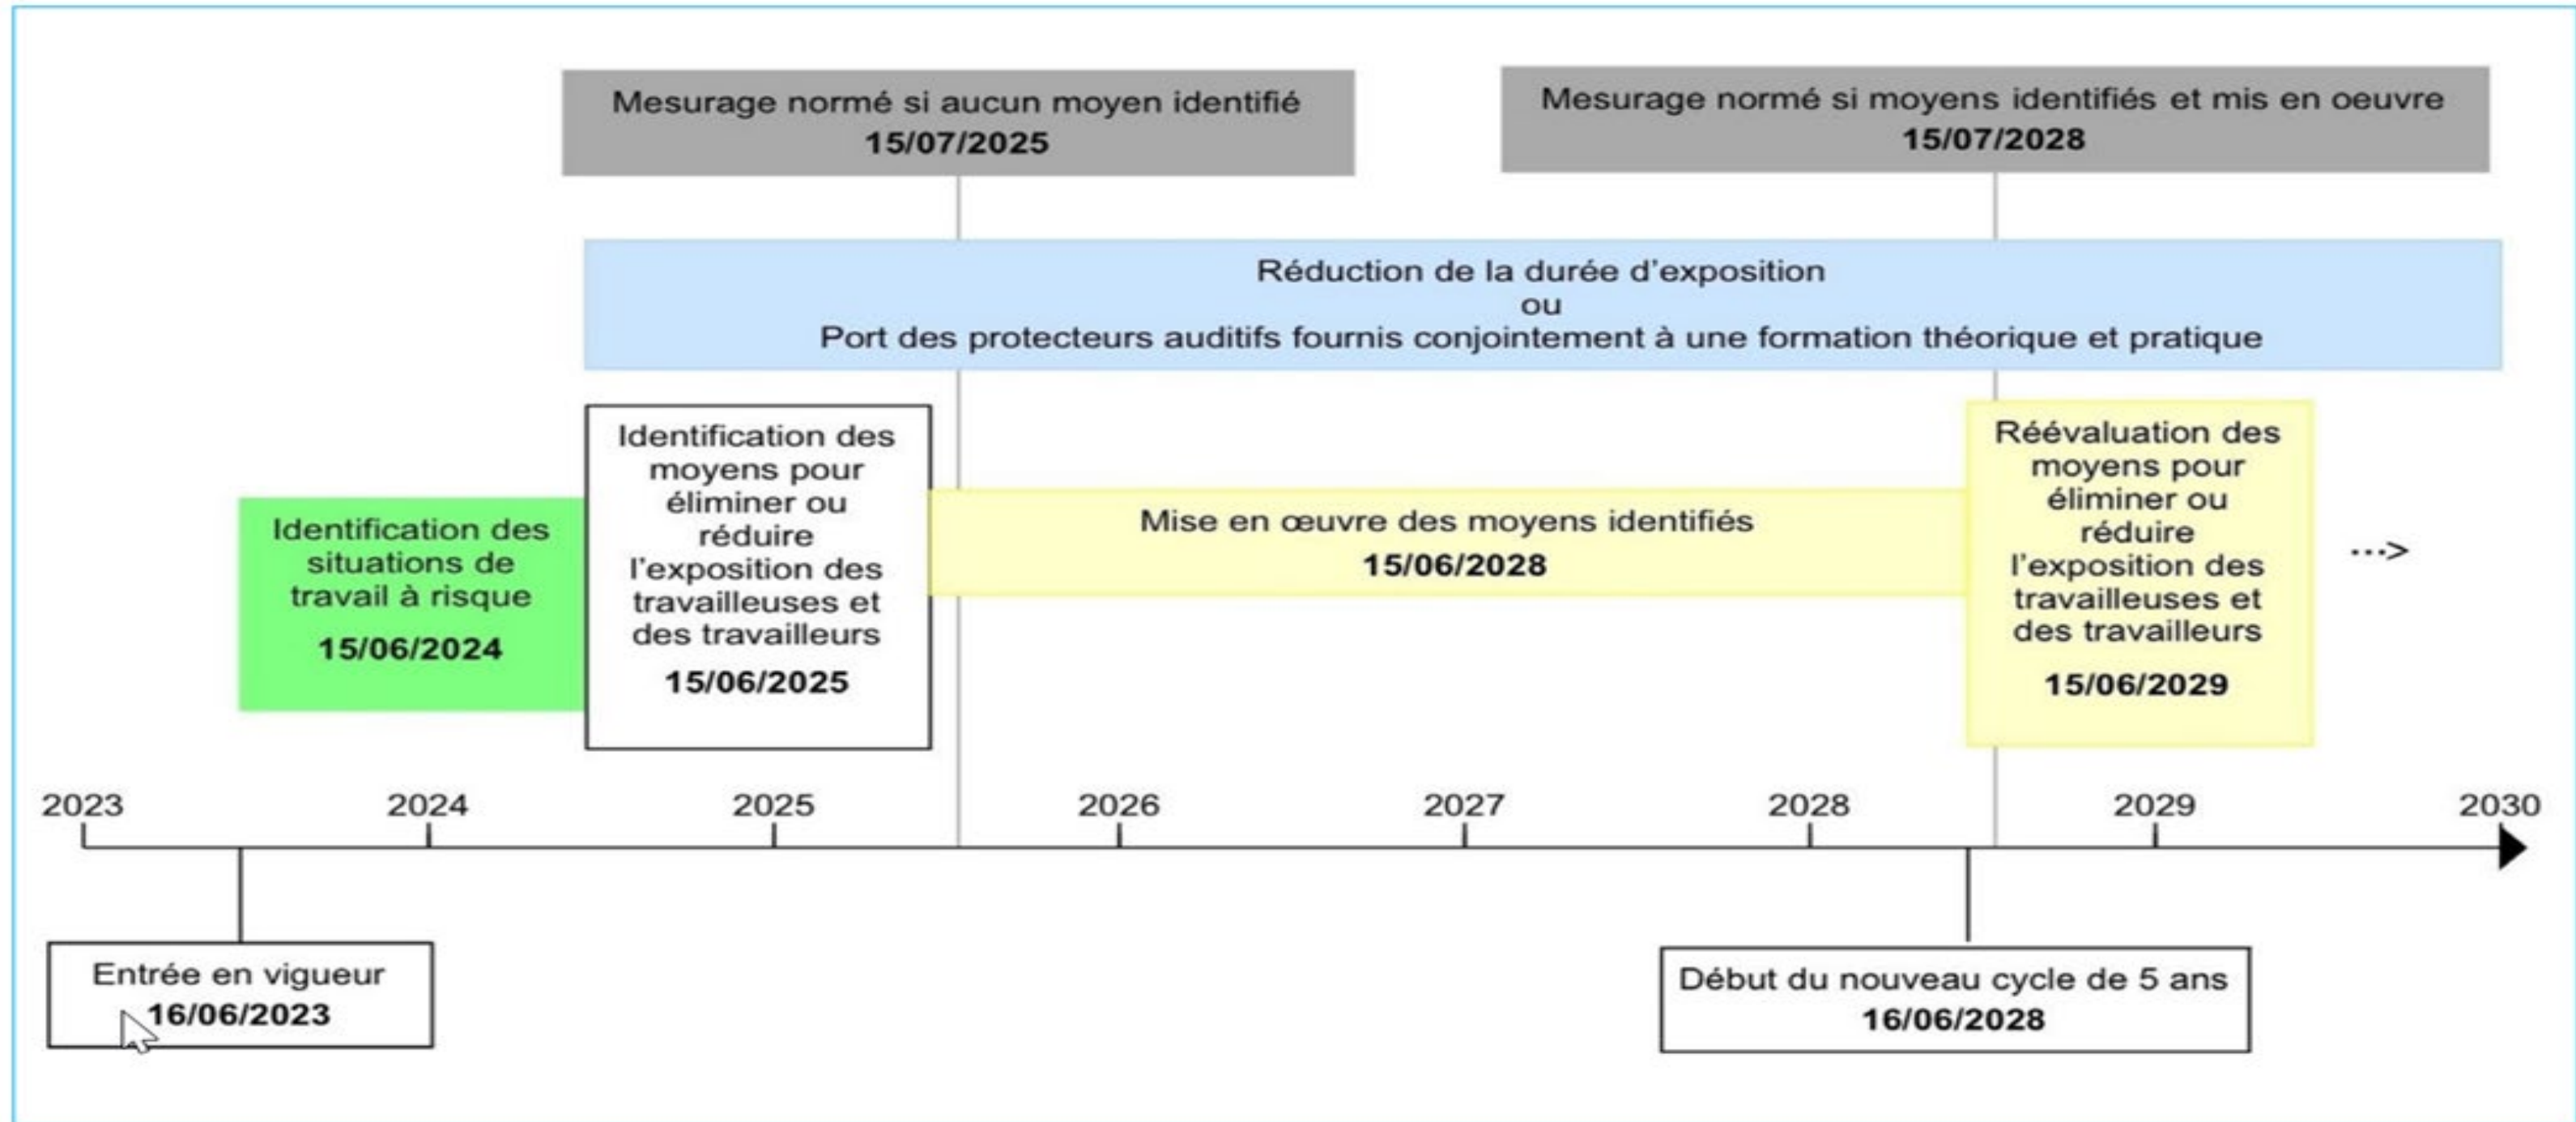 Mesurage normé si aucun moyen identifié
15/07/2025
Mesurage normé si moyens identifiés et mis en oeuvre
15/07/2028
Réduction de la durée d'exposition
ou
Port des protecteurs auditifs fournis conjointement à une formation théorique et pratique
Identification des
situations de
travail à risque
15/06/2024
Identification des
moyens pour
éliminer ou
réduire
l'exposition des
travailleuses et
des travailleurs
15/06/2025
Mise en œuvre des moyens identifiés
15/06/2028
Réévaluation des
moyens pour
éliminer ou
réduire
l'exposition des
travailleuses et
des travailleurs
15/06/2029
--->
2023
2024
2025
2026
2027
2028
2029
2030
Entrée en vigueur
16/06/2023
Début du nouveau cycle de 5 ans
16/06/2028